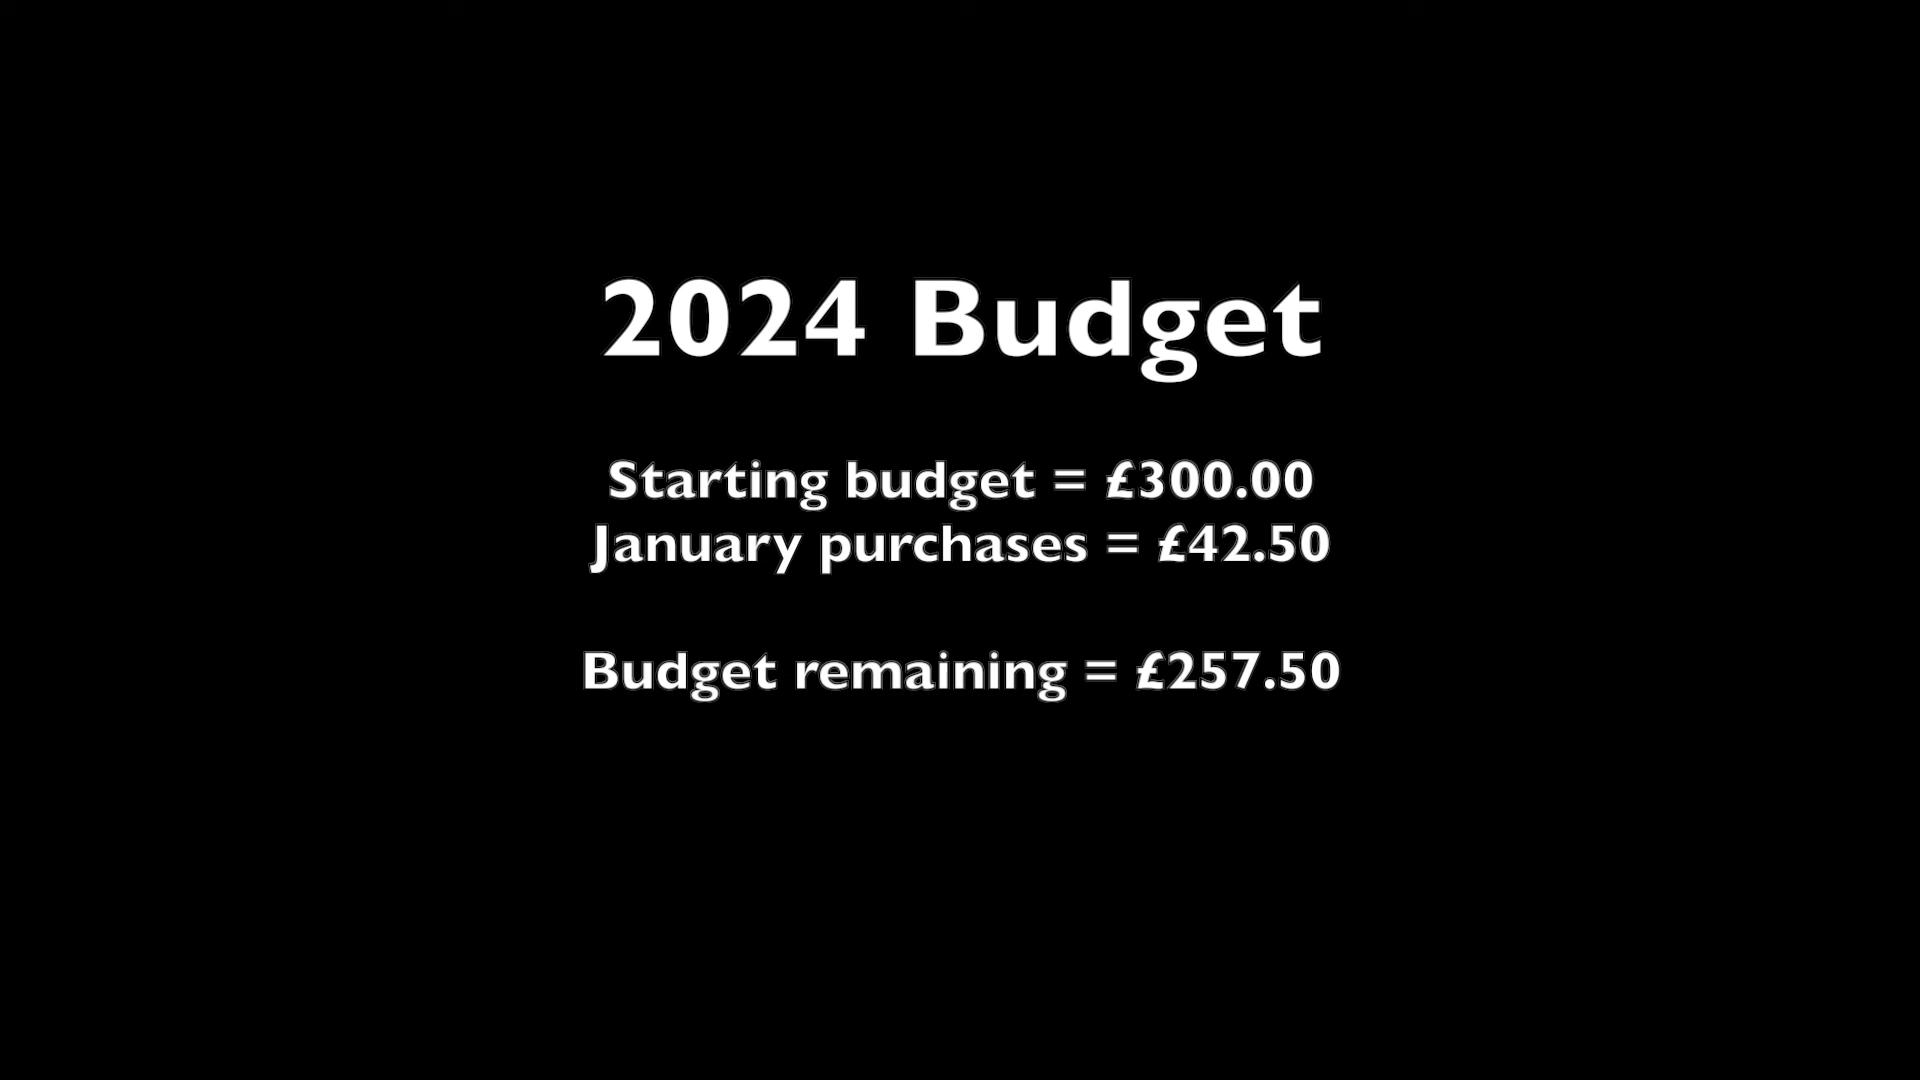 2024 Budget
Starting budget = £300.00
January purchases = £42.50
Budget remaining = £257.50